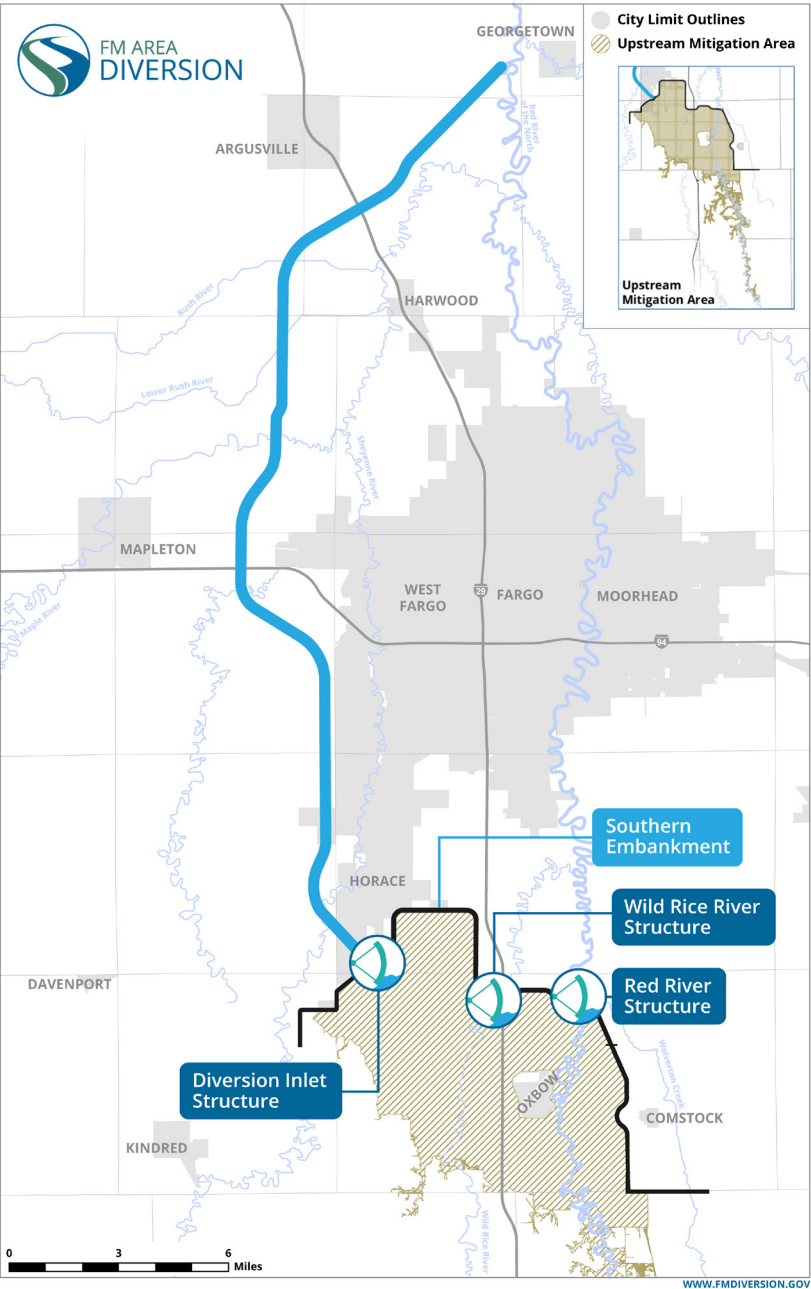 FM AREA
DIVERSION
GEORGETOWN
City Limit Outlines
Upstream Mitigation Area
Red River
of the North
ARGUSVILLE
Upstream
Mitigation Area
Rush River
HARWOOD
Lower Rush River
Sheyenne River
MAPLETON
WEST
FARGO
29
FARGO
MOORHEAD
Maple River
94
Southern
Embankment
HORACE
Wild Rice River
Structure
DAVENPORT
Red River
Structure
Diversion Inlet
Structure
OXBOW
Wolverton Creek
COMSTOCK
KINDRED
Wild Rice River
0 3 6
Miles
WWW.FMDIVERSION.GOV